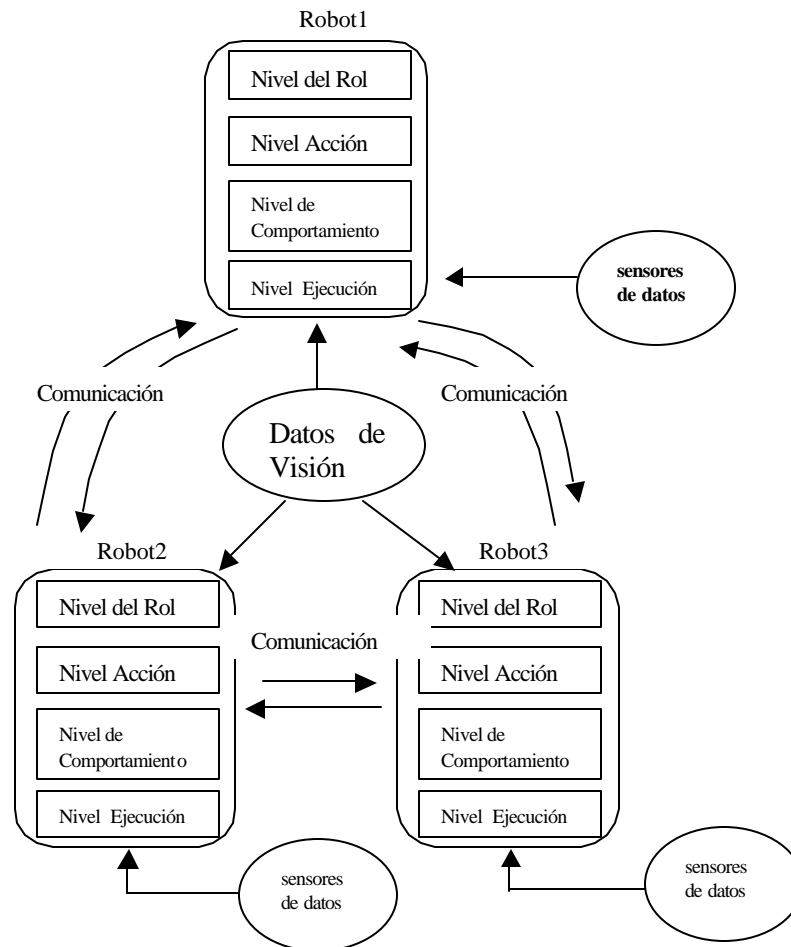 Robot1
Nivel del Rol
Nivel Acción
Nivel de
Comportamiento
Nivel Ejecución
sensores
de datos
Comunicación
Comunicación
Datos de
Visión
Robot2
Nivel del Rol
Nivel Acción
Nivel de
Comportamiento
Nivel Ejecución
Comunicación
Robot3
Nivel del Rol
Nivel Acción
Nivel de
Comportamiento
Nivel Ejecución
sensores
de datos
sensores
de datos